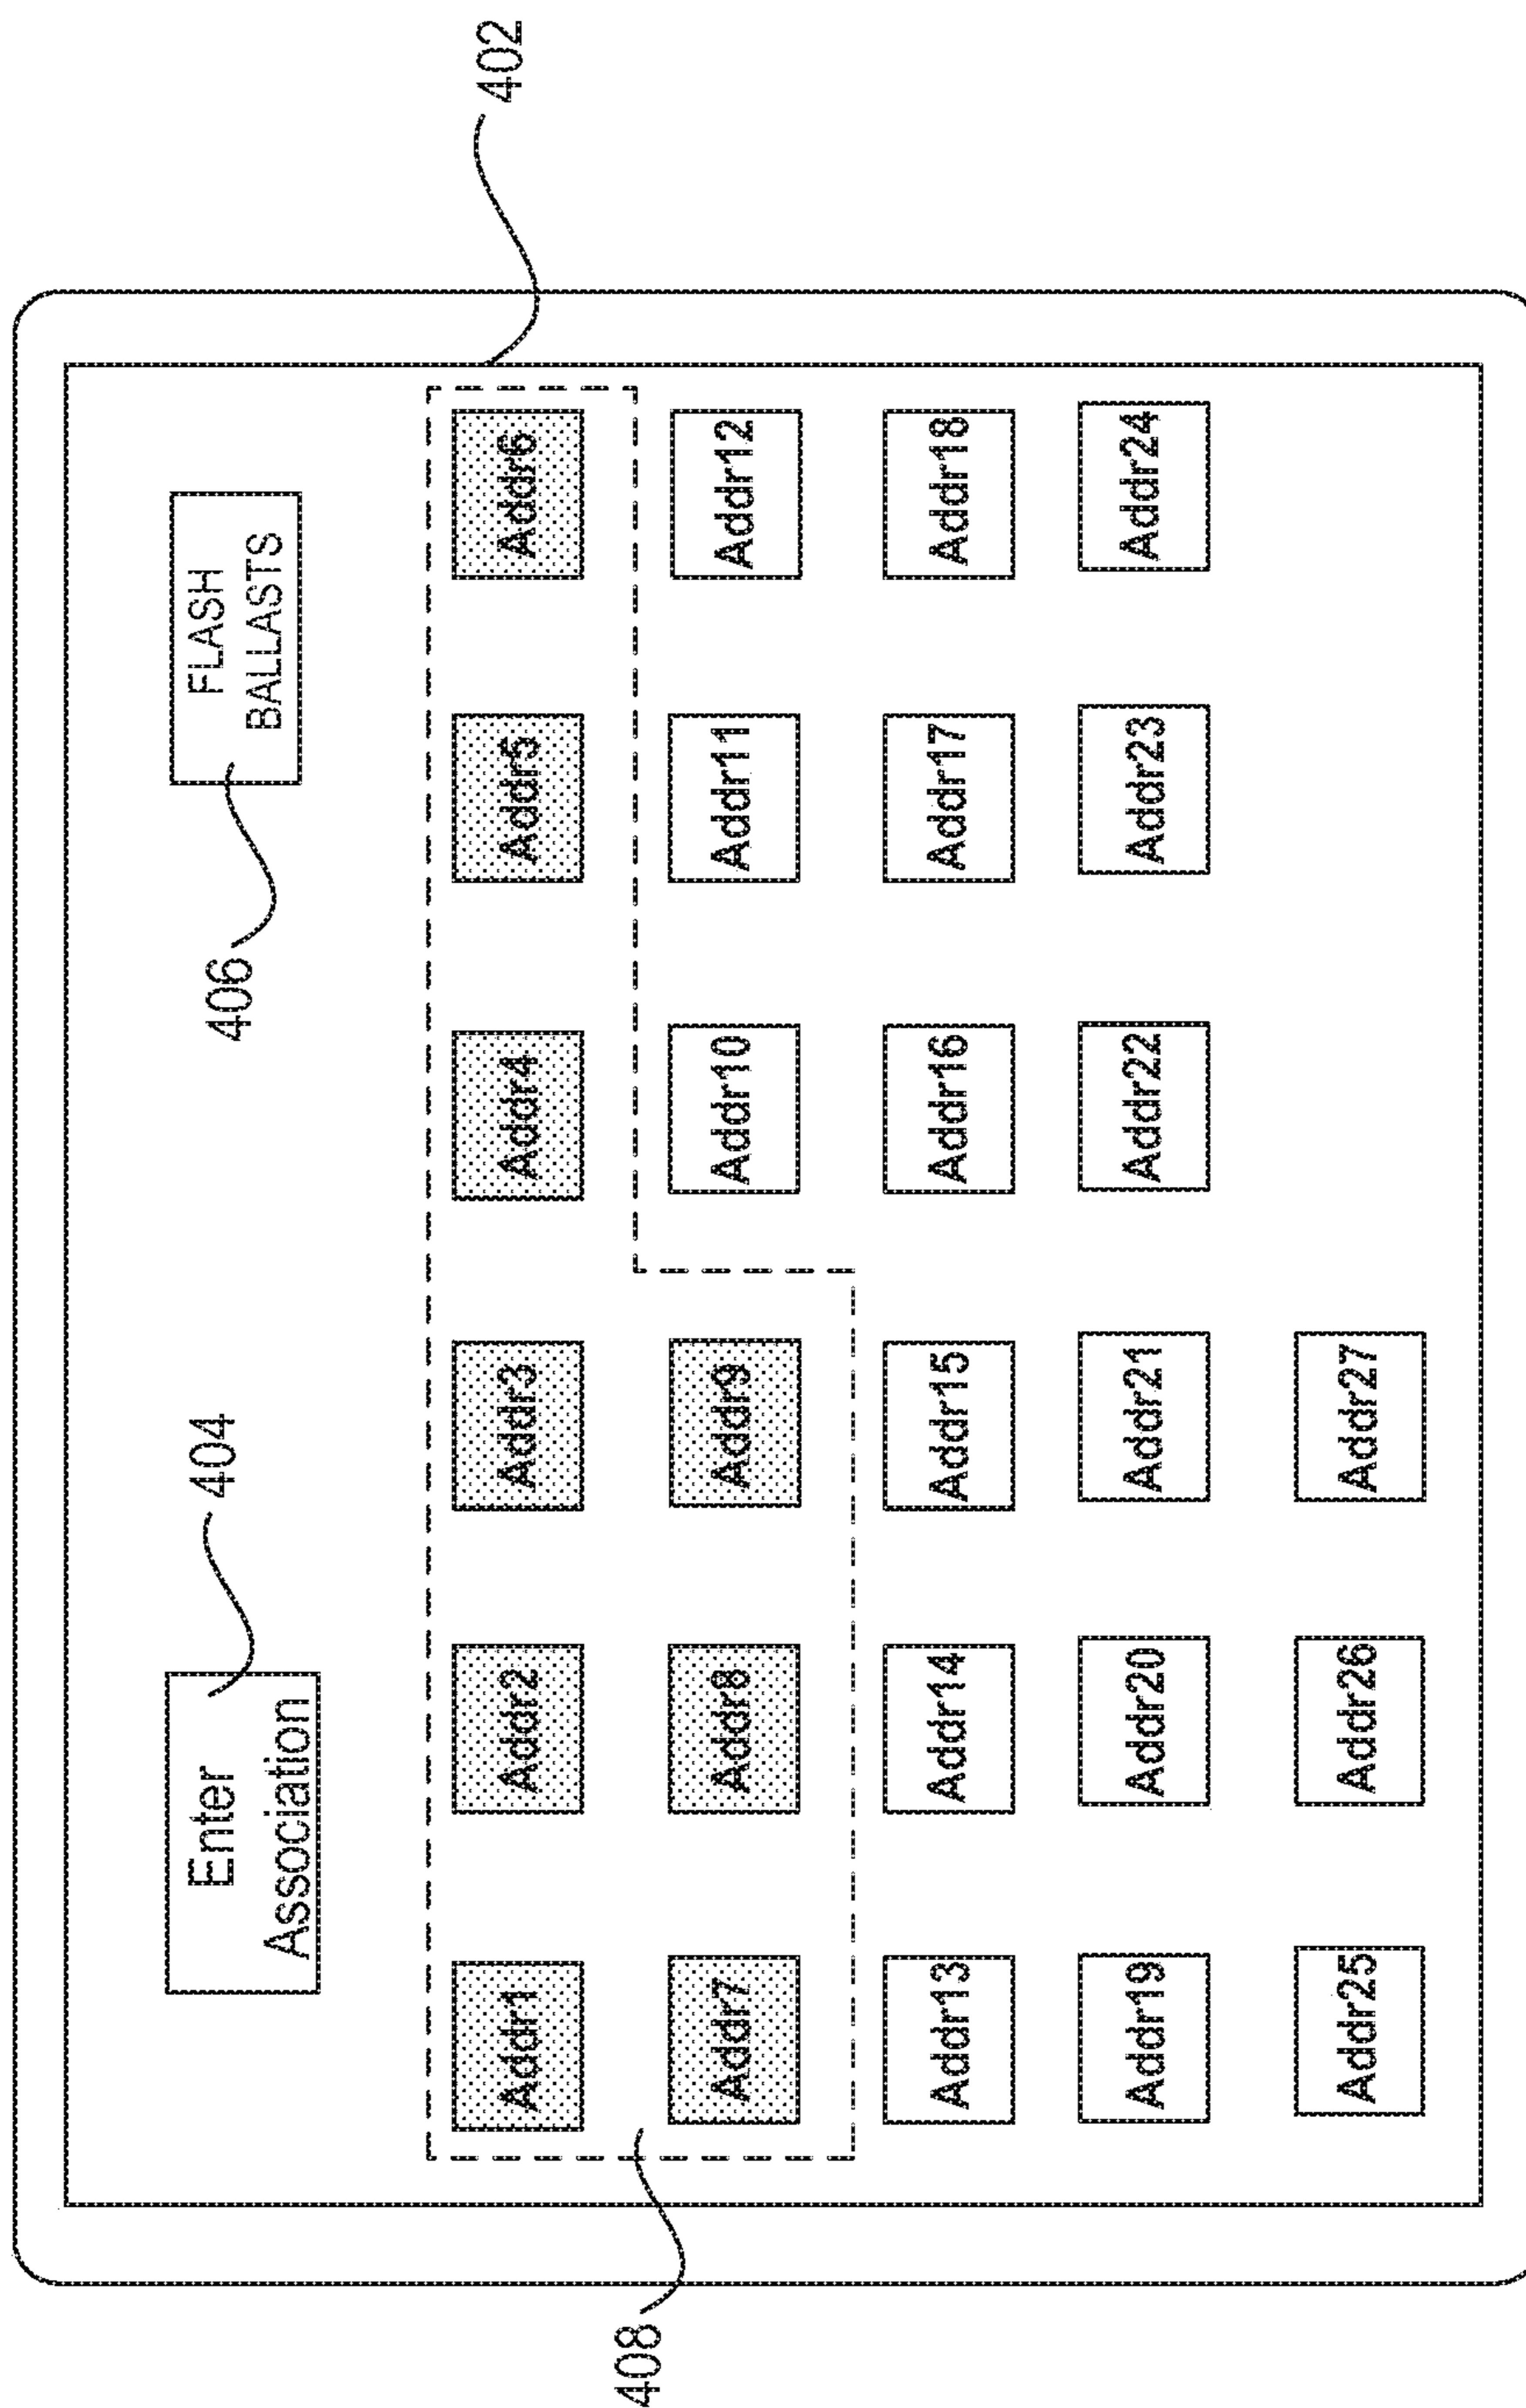 402
404
406
Enter
Association
FLASH
BALLASTS
Addr1 Addr2 Addr3 Addr4 Addr5 Addr6
Addr7 Addr8 Addr9 Addr10 Addr11 Addr12
Addr13 Addr14 Addr15 Addr16 Addr17 Addr18
Addr19 Addr20 Addr21 Addr22 Addr23 Addr24
Addr25 Addr26 Addr27
408